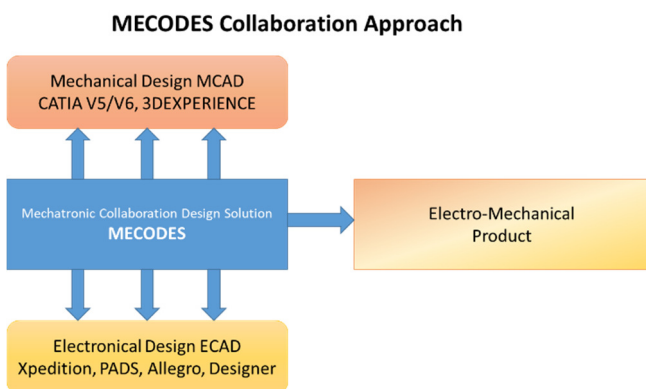 MECODES Collaboration Approach
Mechanical Design MCAD
CATIA V5/V6, 3DEXPERIENCE
Mechatronic Collaboration Design Solution
MECODES
Electro-Mechanical
Product
Electronical Design ECAD
Xpedition, PADS, Allegro, Designer